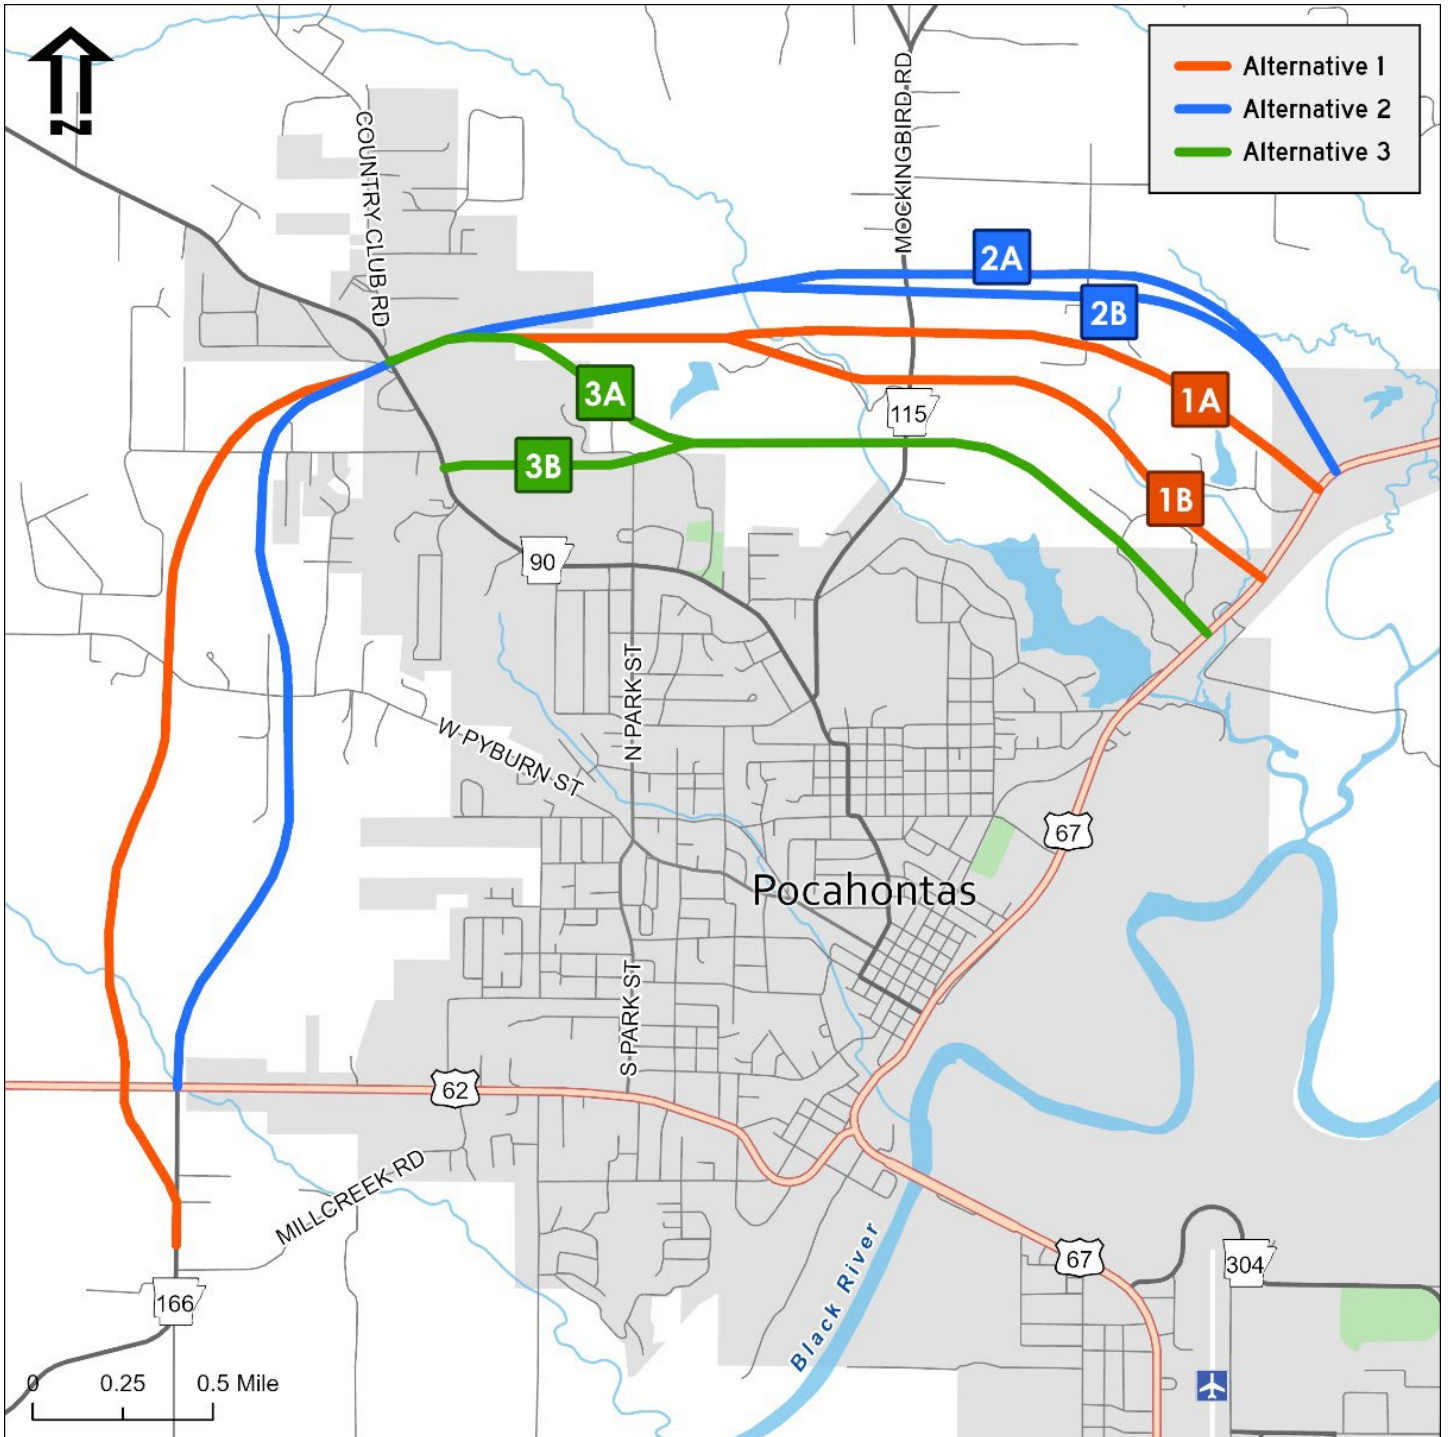 N
COUNTRY CLUB RD
MOCKINGBIRD RD
Alternative 1
Alternative 2
Alternative 3
2A
2B
3A
1A
115
3B
1B
90
N PARK ST
W PYBURN ST
67
Pocahontas
S PARK ST
62
MILLCREEK RD
Black River
67
304
166
0 0.25 0.5 Mile